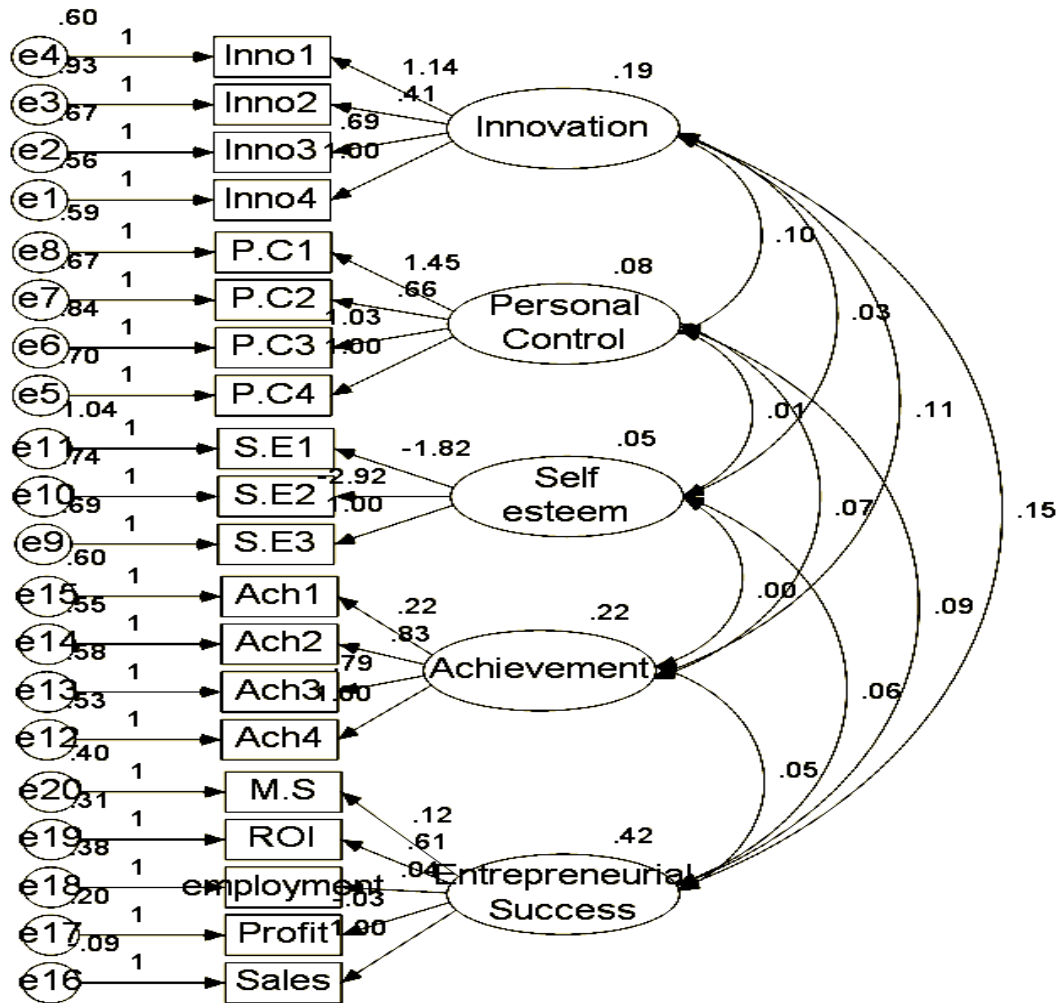 .60
1
e4 Inno1 1.14 .19
.93
1 .41
e3 Inno2 Innovation
.67
1 .69
e2 Inno3 1.00
.56
1
e1 Inno4
.59
1 .10
e8 P.C1 1.45 .08
.67
1 .66
e7 P.C2 Personal
.84
1 1.03 .03
e6 P.C3 1.00 Control
.70
1
e5 P.C4
1.04 .01 .11
1
e11 S.E1 -1.82 .05
.74
1 -2.92 Self
e10 S.E2 1.00 esteem
.69 .07 .15
1
e9 S.E3
.60
1 .00
e15 Ach1 .22 .22 .09
.55
1 .83
e14 Ach2
.58
1 .79 Achievement
e13 Ach3 1.00 .06
.53
1
e12 Ach4
.40
1 .05
e20 M.S
.31 .12
1 .61 .42
e19 ROI
.38 .04
1 Entrepreneurial
e18 employment
.20 Success
1 1.00
e17 Profit
.09
1
e16 Sales